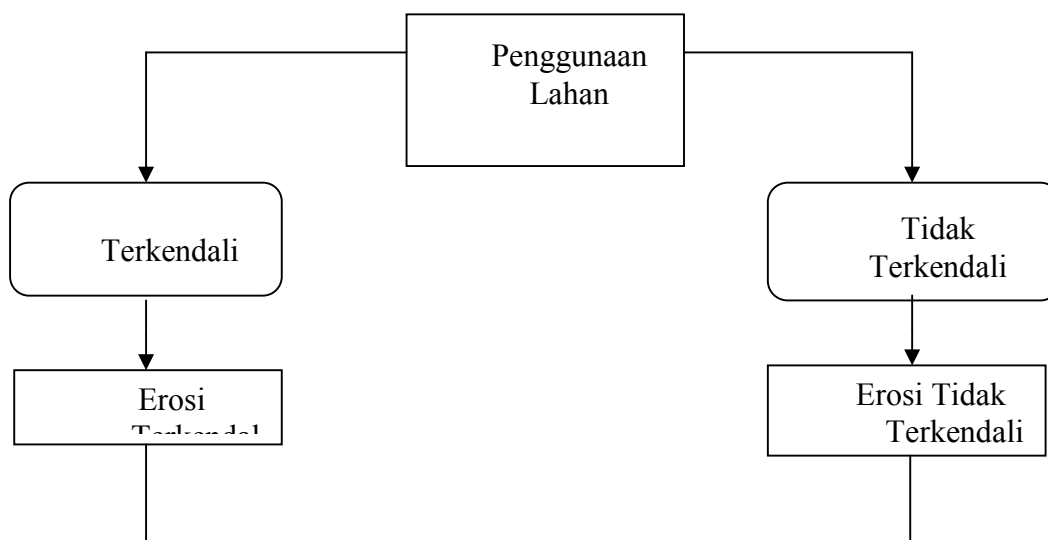 Penggunaan
Lahan
Terkendali
Tidak
Terkendali
Erosi
Erosi Tidak
Terkendali